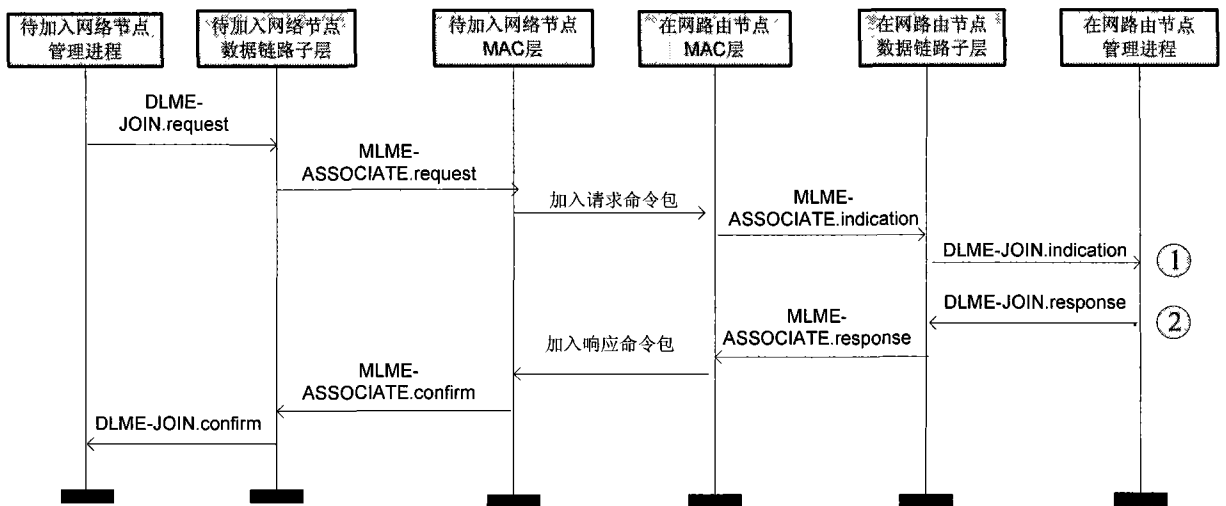 待加入网络节点
管理进程
待加入网络节点
数据链路子层
待加入网络节点
MAC层
在网路由节点
MAC层
在网路由节点
数据链路子层
在网路由节点
管理进程
DLME-
JOIN.request
MLME-
ASSOCIATE.request
加入请求命令包
MLME-
ASSOCIATE.indication
DLME-JOIN.indication
①
DLME-JOIN.response
②
MLME-
ASSOCIATE.response
加入响应命令包
MLME-
ASSOCIATE.confirm
DLME-JOIN.confirm